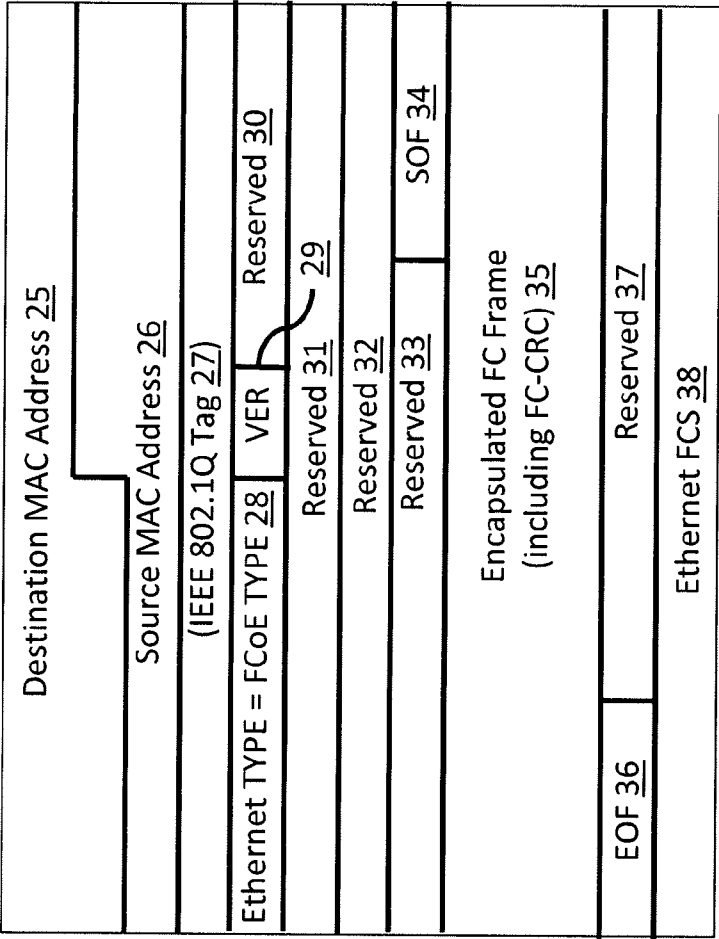 Destination MAC Address 25
Source MAC Address 26
(IEEE 802.1Q Tag 27)
Ethernet TYPE = FCoE TYPE 28
VER
Reserved 30
29
Reserved 31
Reserved 32
Reserved 33
SOF 34
Encapsulated FC Frame
(including FC-CRC) 35
EOF 36
Reserved 37
Ethernet FCS 38